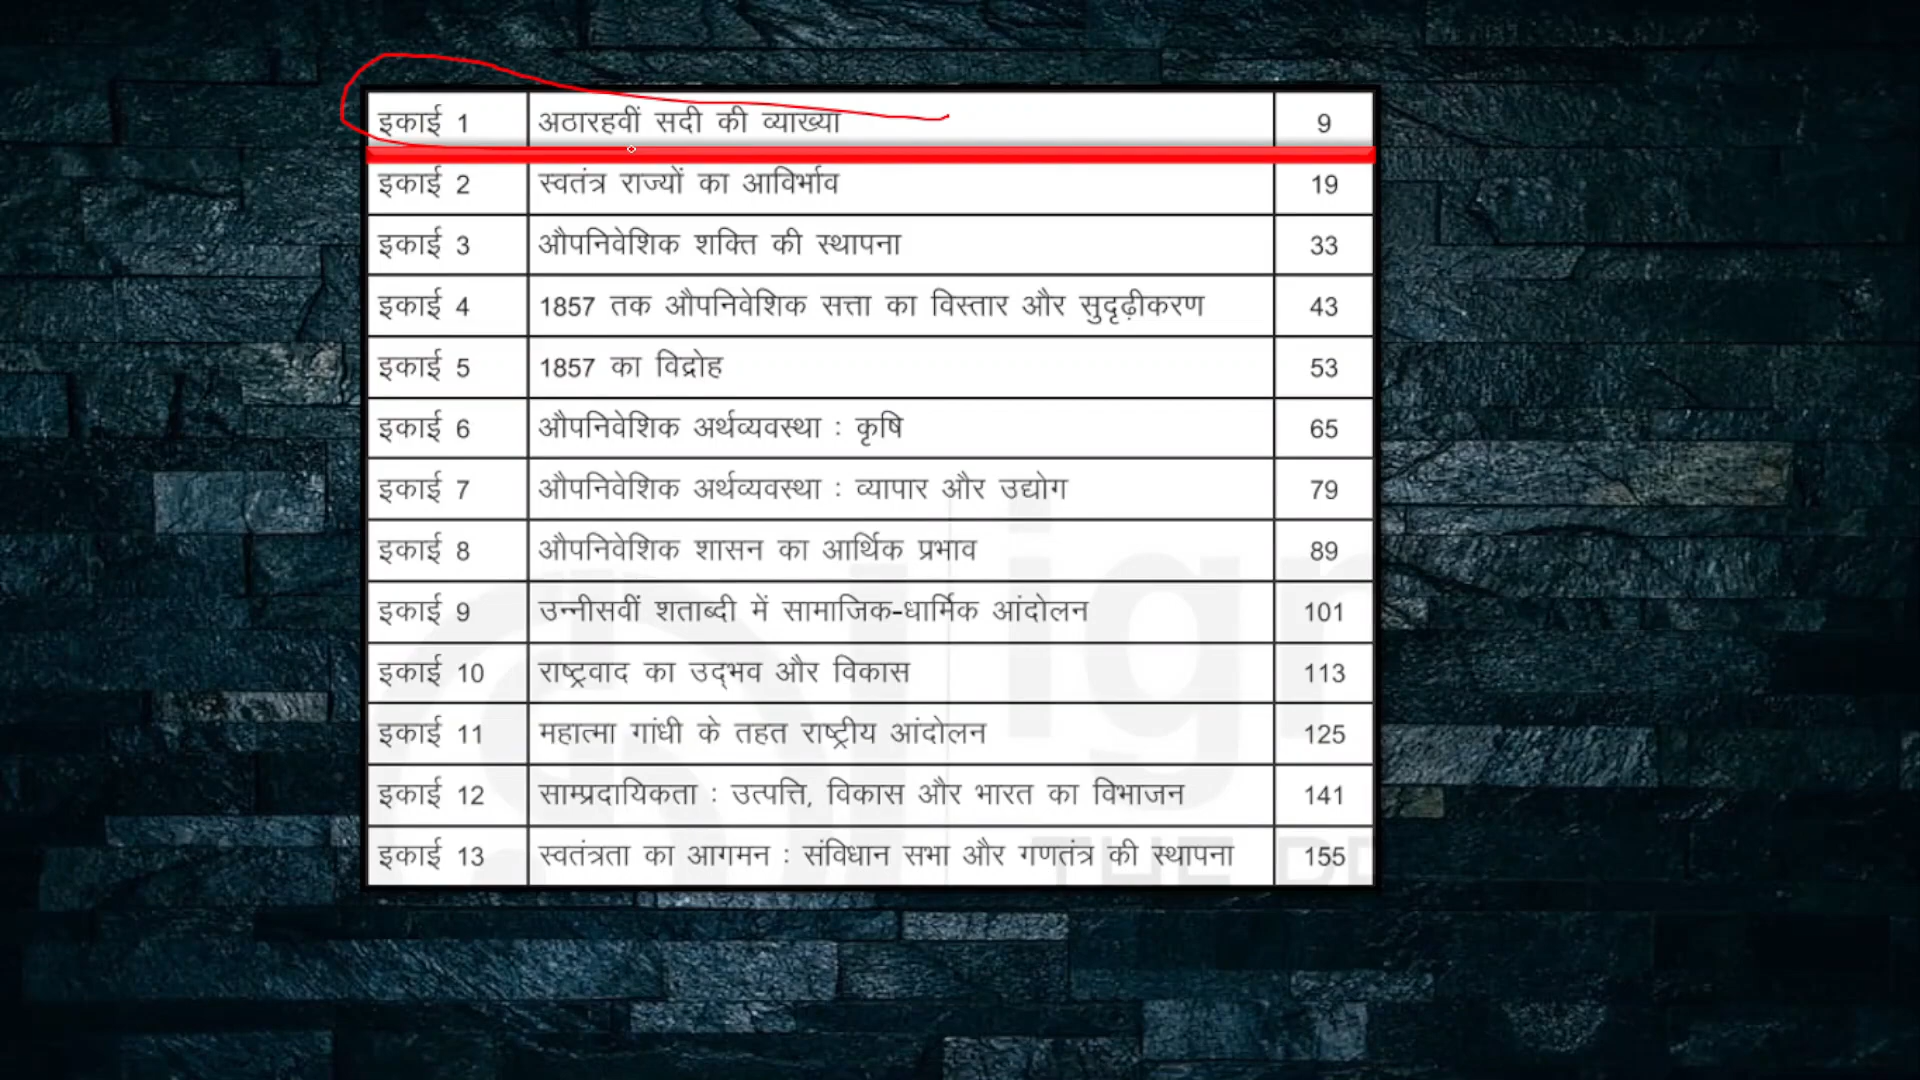 इकाई 1 अठारहवीं सदी की व्याख्या 9
इकाई 2 स्वतंत्र राज्यों का आविर्भाव 19
इकाई 3 औपनिवेशिक शक्ति की स्थापना 33
इकाई 4 1857 तक औपनिवेशिक सत्ता का विस्तार और सुदृढ़ीकरण 43
इकाई 5 1857 का विद्रोह 53
इकाई 6 औपनिवेशिक अर्थव्यवस्था : कृषि 65
इकाई 7 औपनिवेशिक अर्थव्यवस्था : व्यापार और उद्योग 79
इकाई 8 औपनिवेशिक शासन का आर्थिक प्रभाव 89
इकाई 9 उन्नीसवीं शताब्दी में सामाजिक-धार्मिक आंदोलन 101
इकाई 10 राष्ट्रवाद का उद्‌भव और विकास 113
इकाई 11 महात्मा गांधी के तहत राष्ट्रीय आंदोलन 125
इकाई 12 साम्प्रदायिकता : उत्पत्ति, विकास और भारत का विभाजन 141
इकाई 13 स्वतंत्रता का आगमन : संविधान सभा और गणतंत्र की स्थापना 155